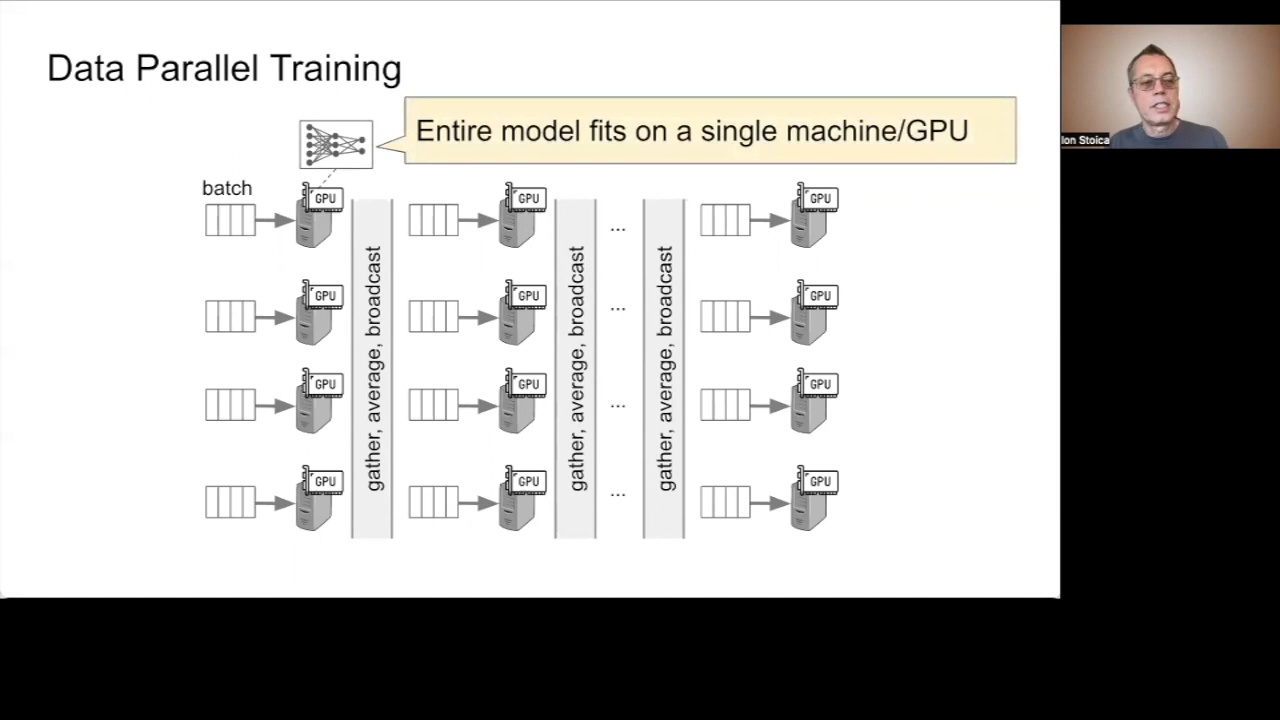 Data Parallel Training
Entire model fits on a single machine/GPU
Ion Stoica
batch
GPU
GPU
GPU
GPU
GPU
GPU
GPU
GPU
GPU
GPU
GPU
GPU
gather, average, broadcast
gather, average, broadcast
gather, average, broadcast
...
...
...
...